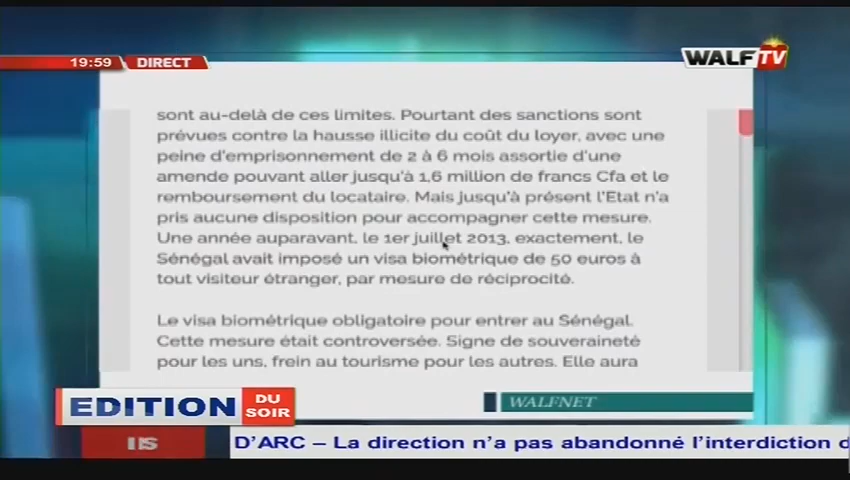 19:59 DIRECT
WALF TV
sont au-delà de ces limites. Pourtant des sanctions sont
prévues contre la hausse illicite du coût du loyer, avec une
peine d'emprisonnement de 2 à 6 mois assortie d'une
amende pouvant aller jusqu'à 1,6 million de francs Cfa et le
remboursement du locataire. Mais jusqu'à présent l'Etat n'a
pris aucune disposition pour accompagner cette mesure.
Une année auparavant, le 1er juillet 2013, exactement, le
Sénégal avait imposé un visa biométrique de 50 euros à
tout visiteur étranger, par mesure de réciprocité.
Le visa biométrique obligatoire pour entrer au Sénégal.
Cette mesure était controversée. Signe de souveraineté
pour les uns, frein au tourisme pour les autres. Elle aura
WALFNET
EDITION DU SOIR
D'ARC – La direction n'a pas abandonné l'interdiction d